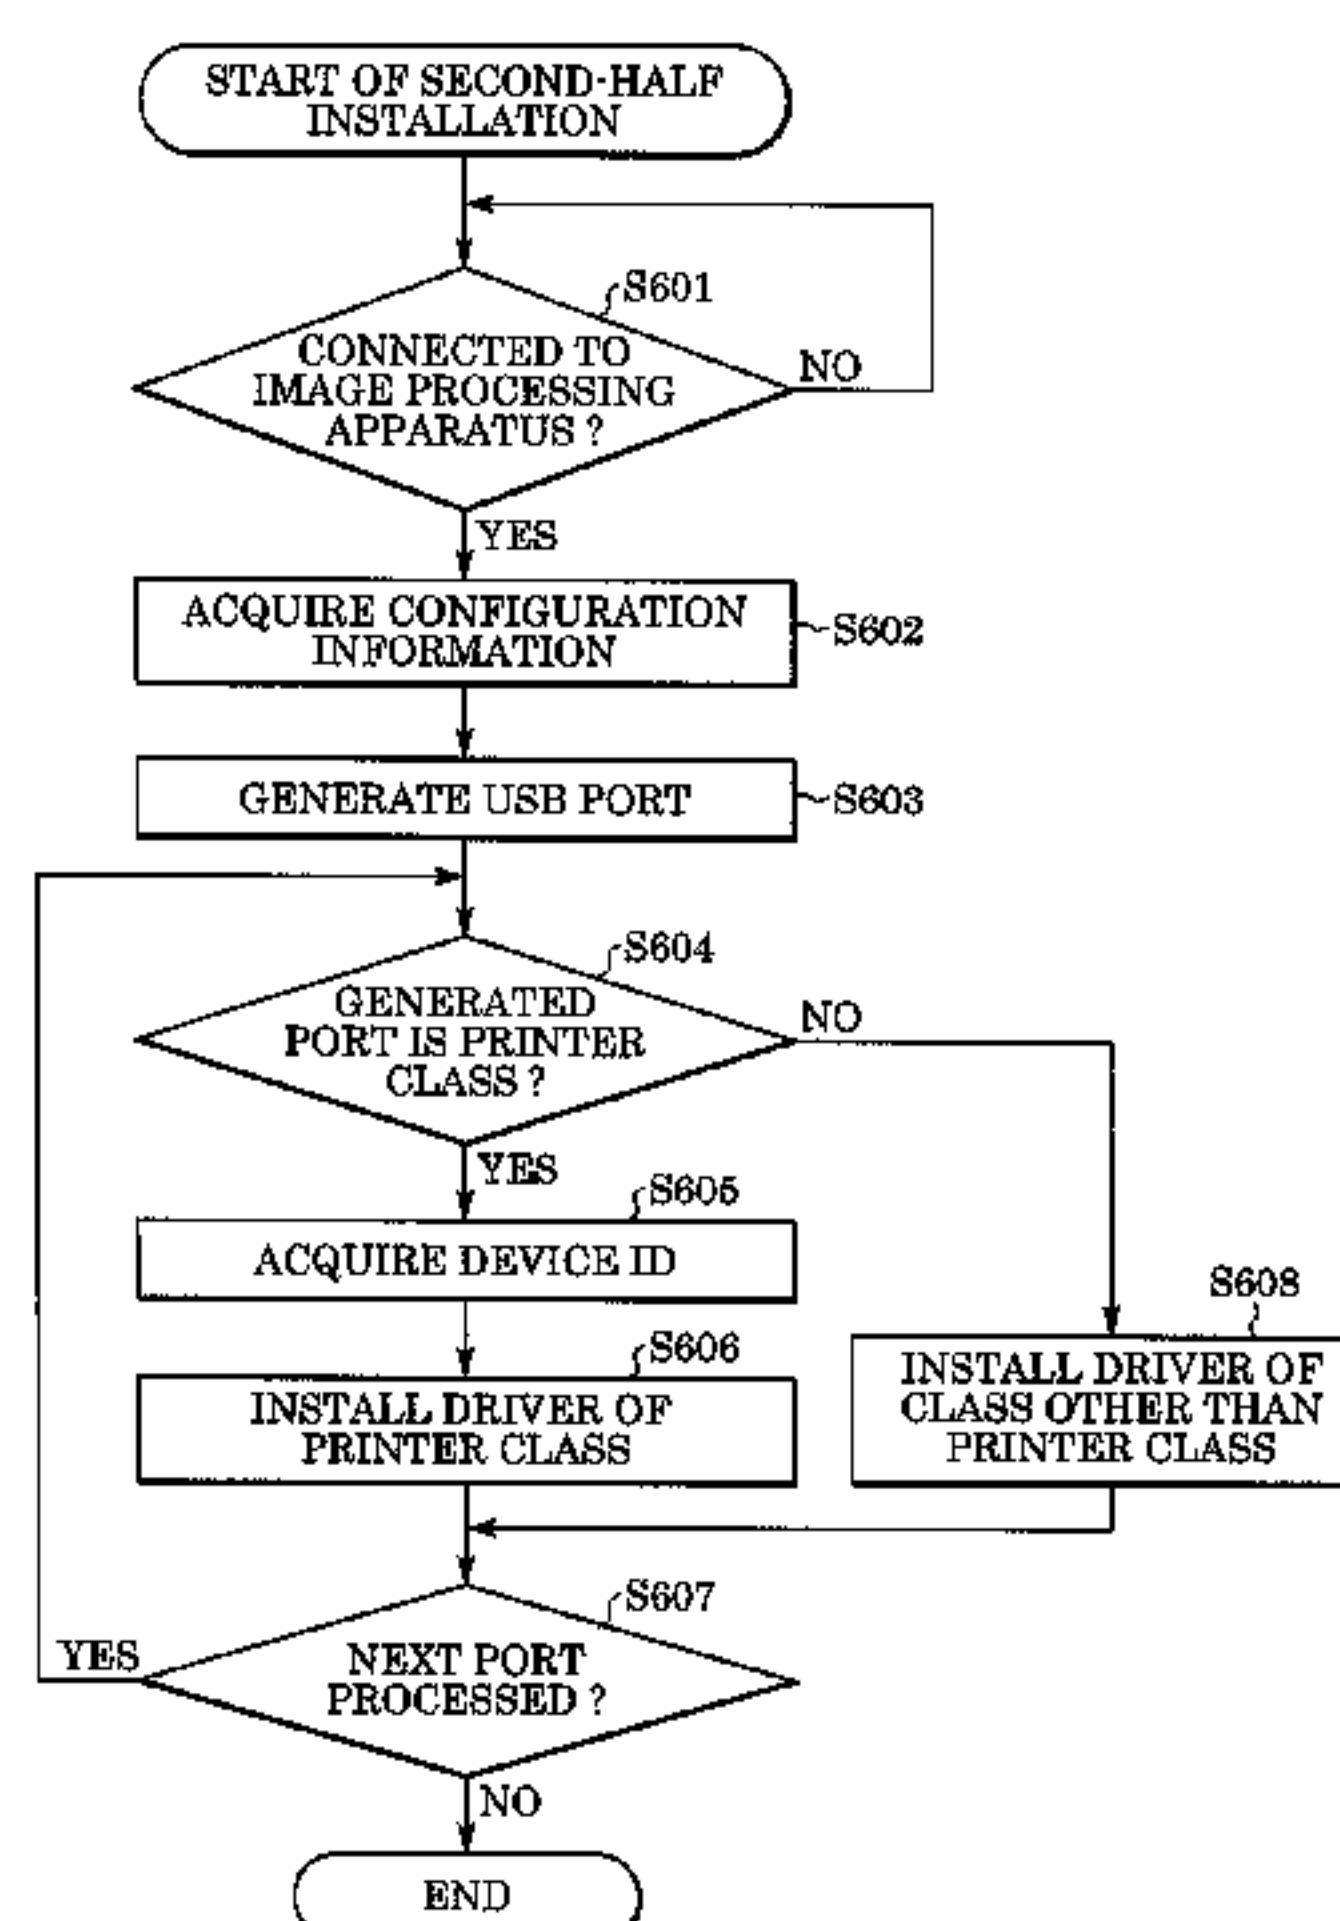 START OF SECOND-HALF
INSTALLATION
S601
CONNECTED TO
IMAGE PROCESSING
APPARATUS ?
NO
YES
ACQUIRE CONFIGURATION
INFORMATION
S602
GENERATE USB PORT
S603
S604
GENERATED
PORT IS PRINTER
CLASS ?
NO
YES
S605
ACQUIRE DEVICE ID
S606
INSTALL DRIVER OF
PRINTER CLASS
S608
INSTALL DRIVER OF
CLASS OTHER THAN
PRINTER CLASS
S607
NEXT PORT
PROCESSED ?
YES
NO
END